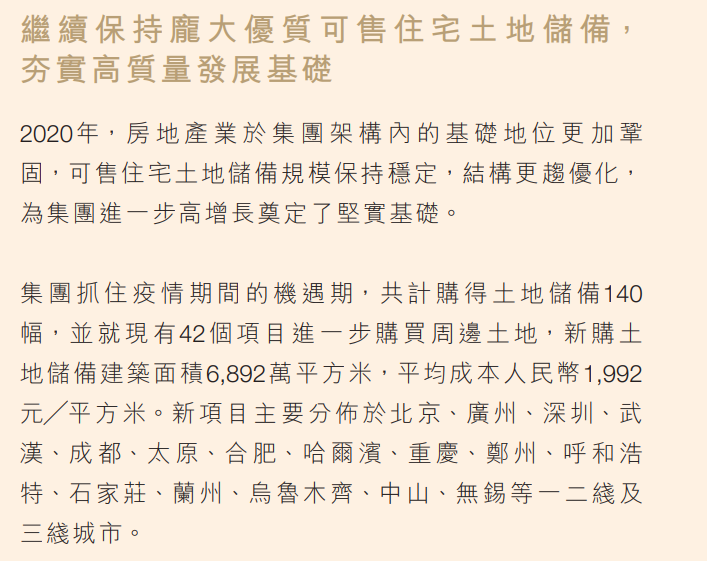 繼續保持龐大優質可售住宅土地儲備，
夯實高質量發展基礎
2020年，房地產業於集團架構內的基礎地位更加鞏
固，可售住宅土地儲備規模保持穩定，結構更趨優化，
為集團進一步高增長奠定了堅實基礎。
集團抓住疫情期間的機遇期，共計購得土地儲備140
幅，並就現有42個項目進一步購買周邊土地，新購土
地儲備建築面積6,892萬平方米，平均成本人民幣1,992
元╱平方米。新項目主要分佈於北京、廣州、深圳、武
漢、成都、太原、合肥、哈爾濱、重慶、鄭州、呼和浩
特、石家莊、蘭州、烏魯木齊、中山、無錫等一二綫及
三綫城市。